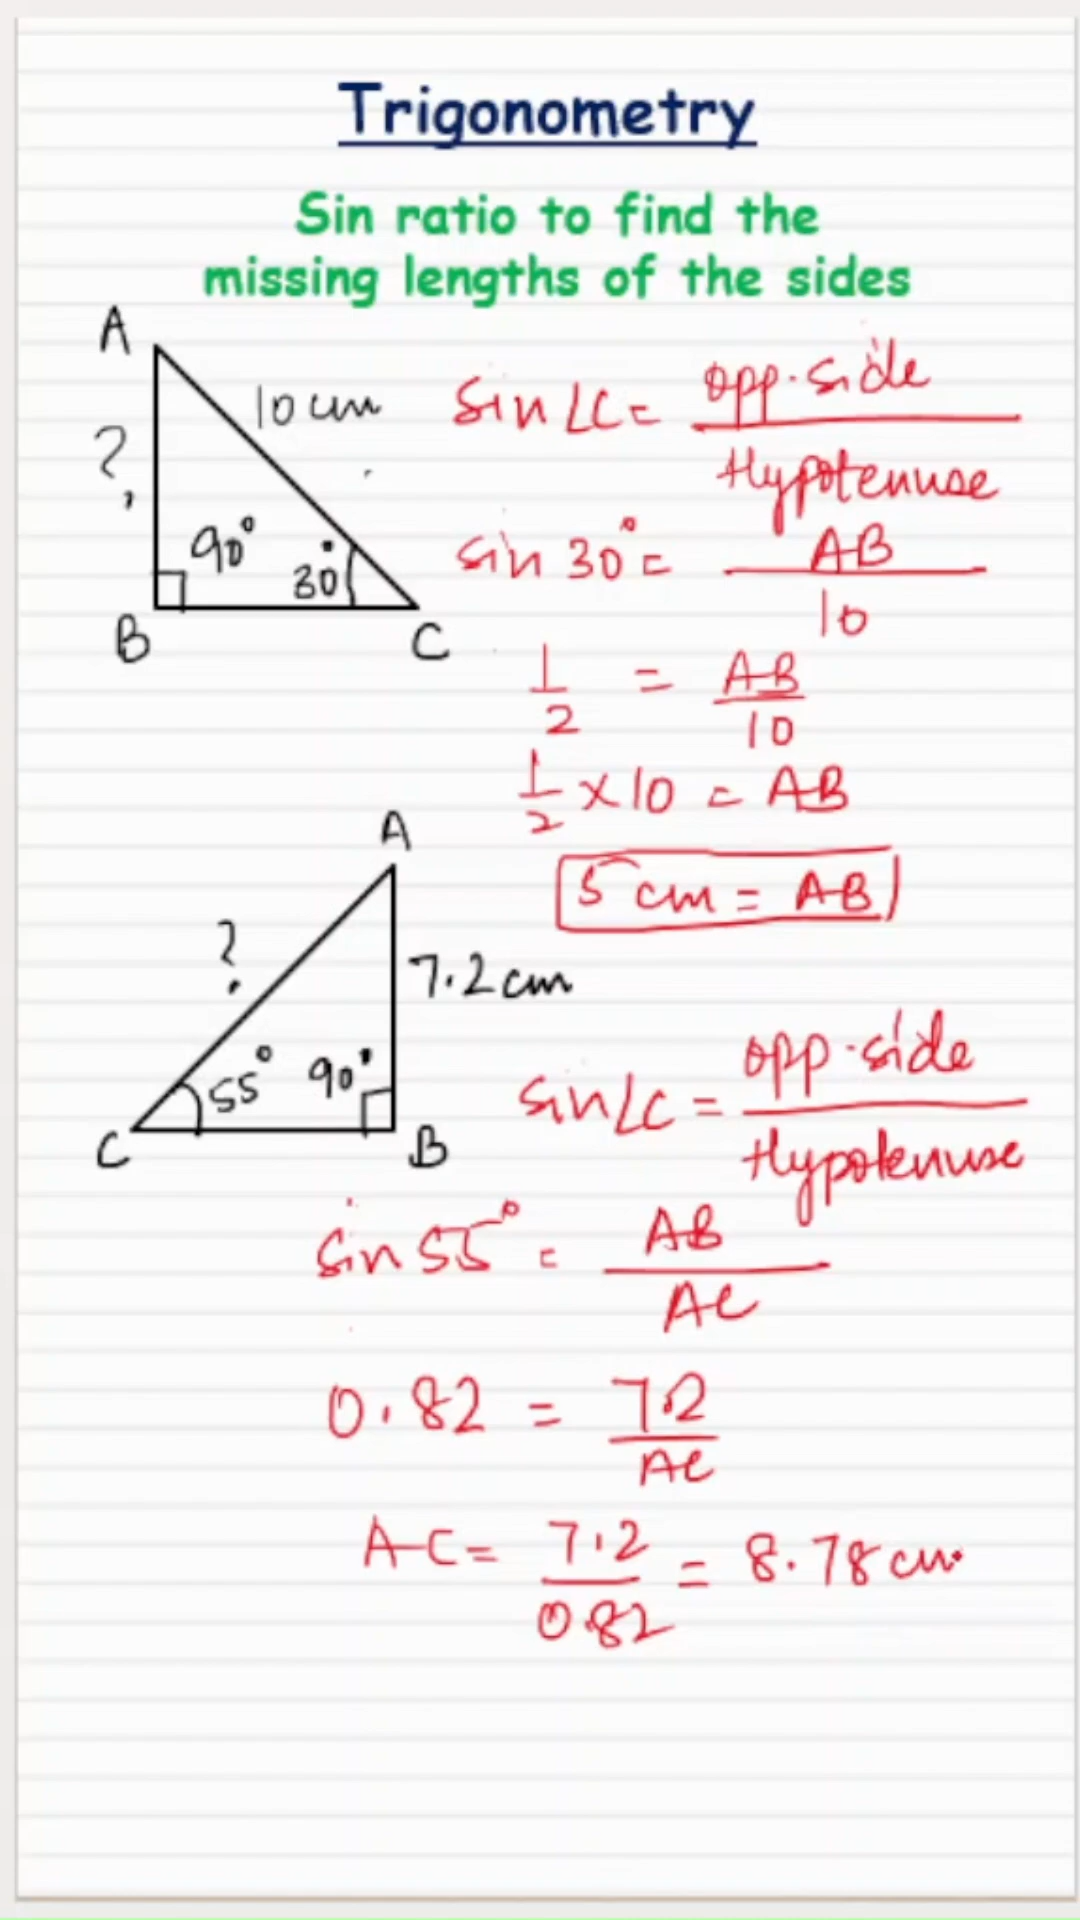 Trigonometry
Sin ratio to find the
missing lengths of the sides
A
10 cm
?
90°
30°
B
C
sin∠C = opp. side
Hypotenuse
sin 30° = AB
10
1/2 = AB/10
1/2 × 10 = AB
5 cm = AB
A
?
7.2 cm
55°
90°
C
B
sin∠C = opp. side
Hypotenuse
sin 55° = AB
AC
0.82 = 7.2
AC
AC = 7.2/0.82 = 8.78 cm.